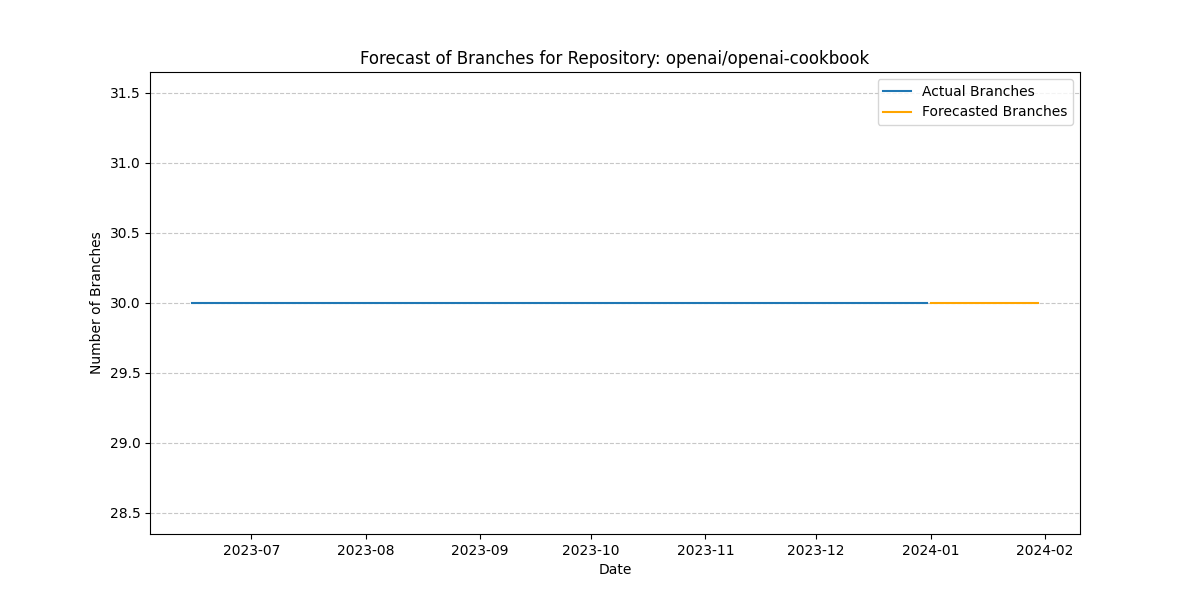 Forecast of Branches for Repository: openai/openai-cookbook
Actual Branches
Forecasted Branches
Number of Branches
31.5
31.0
30.5
30.0
29.5
29.0
28.5
2023-07 2023-08 2023-09 2023-10 2023-11 2023-12 2024-01 2024-02
Date